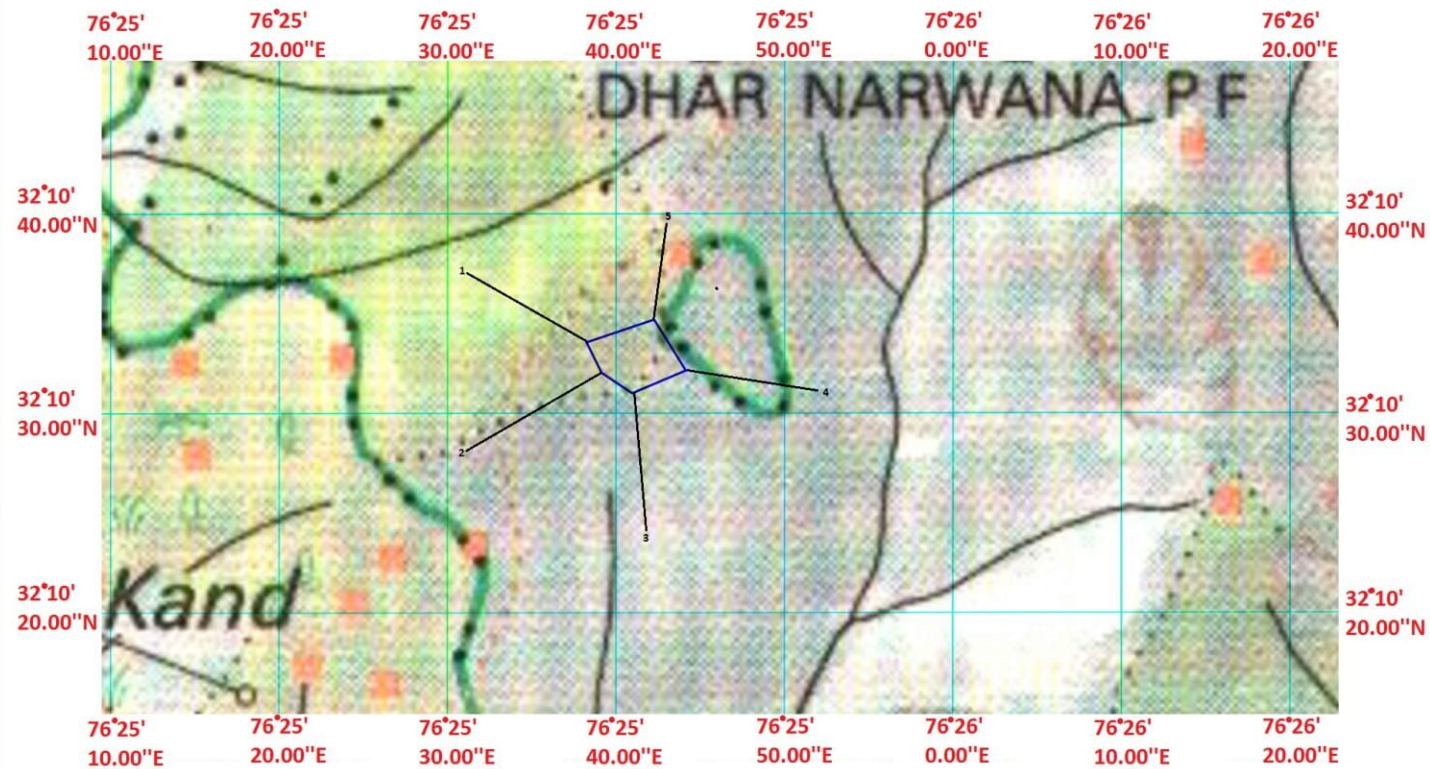 76°25' 76°25' 76°25' 76°25' 76°25' 76°26' 76°26' 76°26'
10.00"E 20.00"E 30.00"E 40.00"E 50.00"E 0.00"E 10.00"E 20.00"E
DHAR NARWANA P F
32°10' 32°10'
40.00"N 40.00"N
5
1
4
32°10' 32°10'
30.00"N 30.00"N
2
3
Kand
32°10' 32°10'
20.00"N 20.00"N
76°25' 76°25' 76°25' 76°25' 76°25' 76°26' 76°26' 76°26'
10.00"E 20.00"E 30.00"E 40.00"E 50.00"E 0.00"E 10.00"E 20.00"E